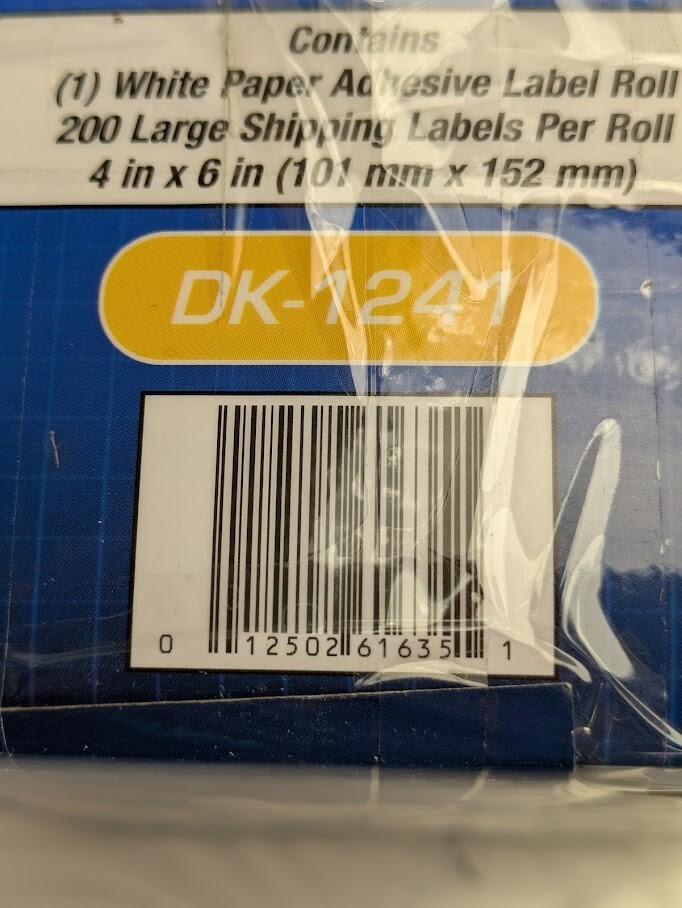 Contains
(1) White Paper Adhesive Label Roll
200 Large Shipping Labels Per Roll
4 in x 6 in (101 mm x 152 mm)
DK-1241
0 12502 61635 1